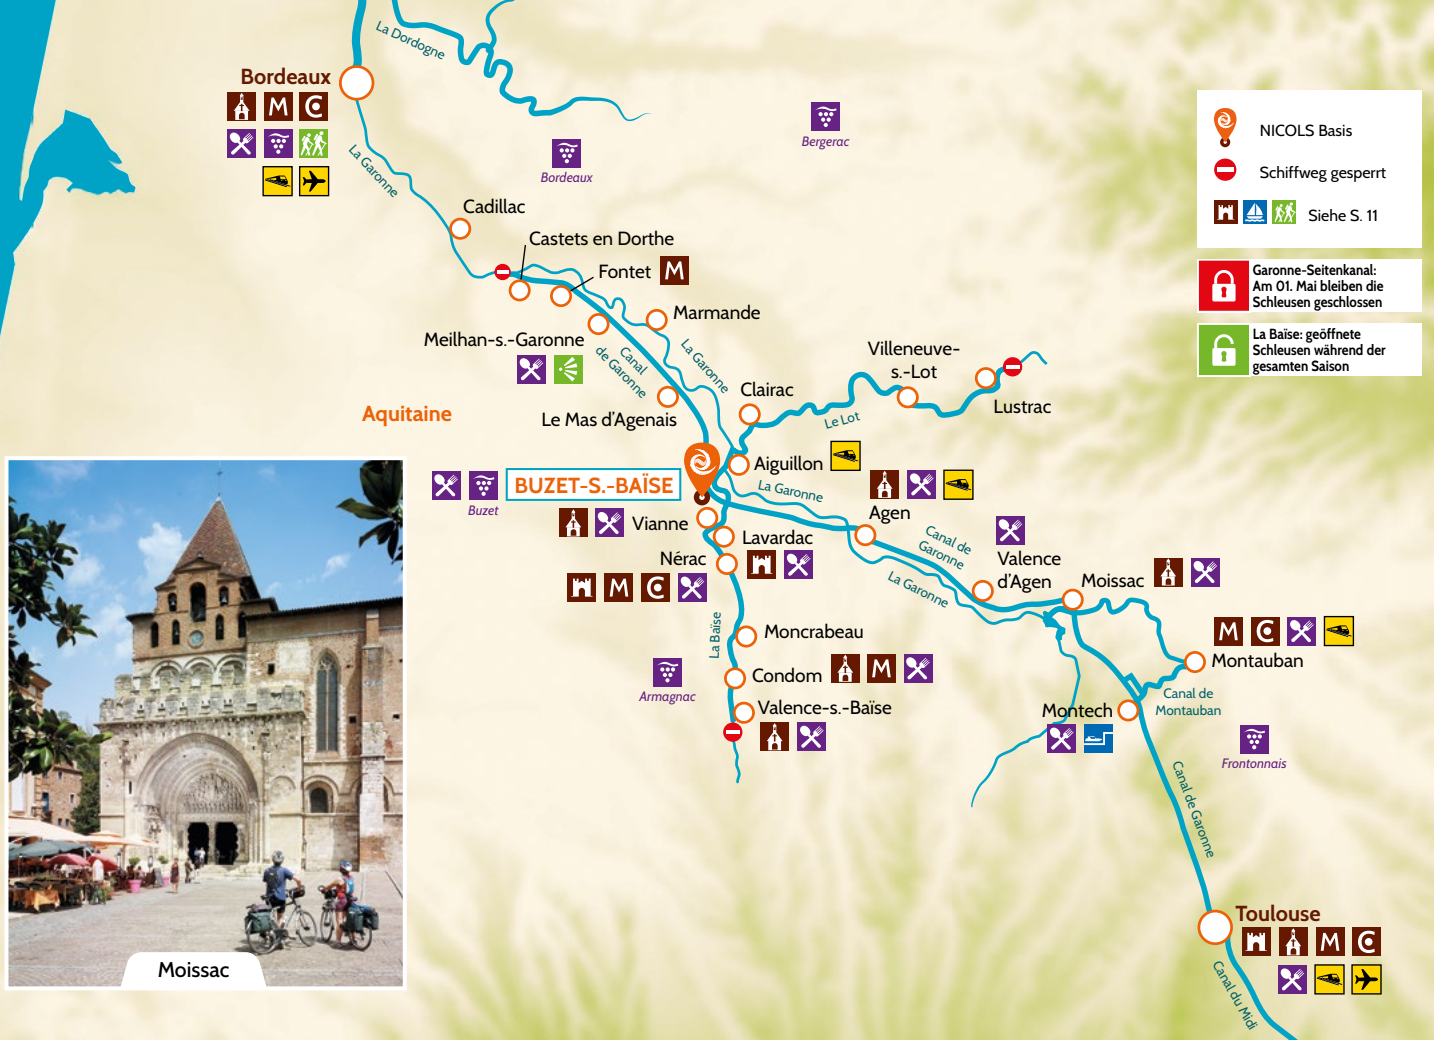 La Dordogne
Bordeaux
M
La Garonne
Bordeaux
Bergerac
NICOLS Basis
Schiffweg gesperrt
Siehe S. 11
Garonne-Seitenkanal:
Am 01. Mai bleiben die
Schleusen geschlossen
La Baïse: geöffnete
Schleusen während der
gesamten Saison
Cadillac
Castets en Dorthe
Fontet
M
Marmande
Meilhan-s.-Garonne
Canal
de Garonne
La Garonne
Villeneuve-
s.-Lot
Lustrac
Clairac
Le Lot
Aquitaine
Le Mas d'Agenais
Aiguillon
BUZET-S.-BAÏSE
Buzet
La Garonne
Agen
Vianne
Lavardac
Nérac
M
Canal de
Garonne
La Garonne
Valence
d'Agen
Moissac
La Baïse
Moncrabeau
M
Montauban
Armagnac
Condom
M
Valence-s.-Baïse
Montech
Canal de
Montauban
Frontonnais
Canal de Garonne
Toulouse
M
Canal du Midi
Moissac